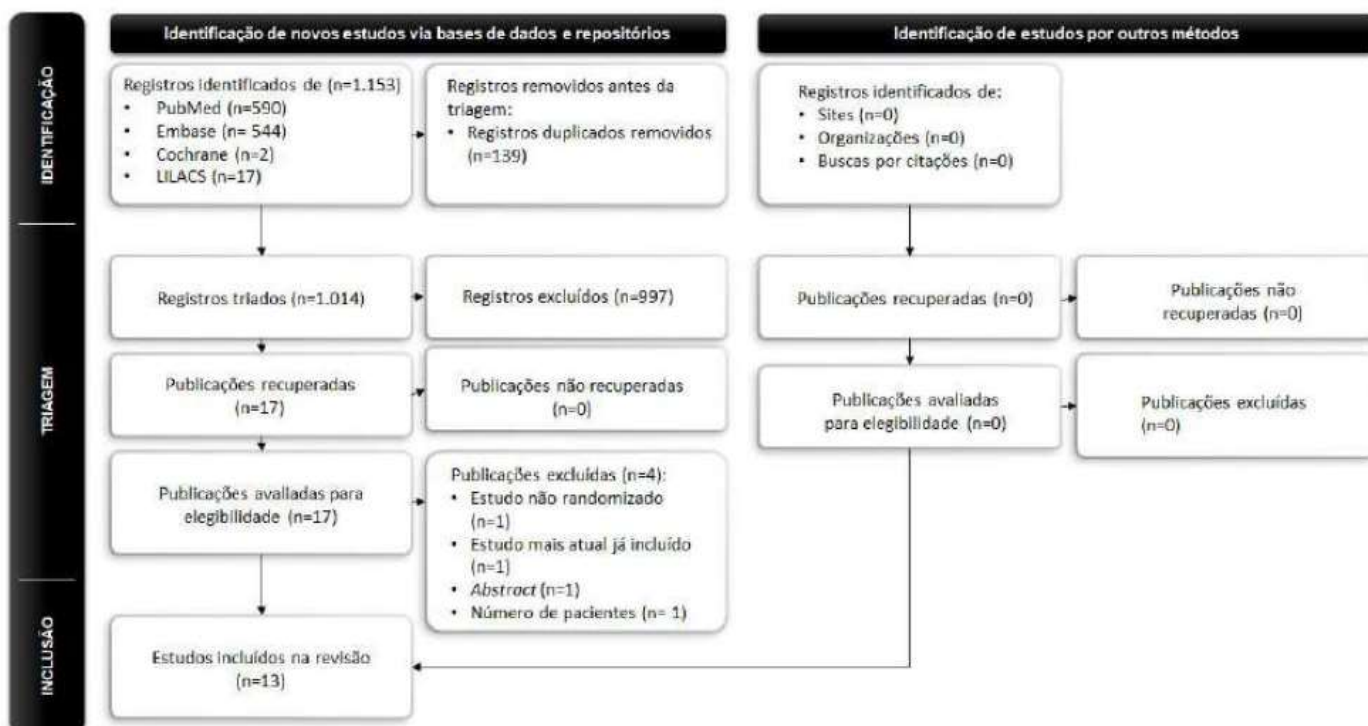 IDENTIFICAÇÃO
Identificação de novos estudos via bases de dados e repositórios
Registros identificados de (n=1.153)
• PubMed (n=590)
• Embase (n= 544)
• Cochrane (n=2)
• LILACS (n=17)
Registros removidos antes da
triagem:
• Registros duplicados removidos
(n=139)
Identificação de estudos por outros métodos
Registros identificados de:
• Sites (n=0)
• Organizações (n=0)
• Buscas por citações (n=0)
TRIAGEM
Registros triados (n=1.014)
Registros excluídos (n=997)
Publicações recuperadas
(n=17)
Publicações não recuperadas
(n=0)
Publicações avaliadas para
elegibilidade (n=17)
Publicações excluídas (n=4):
• Estudo não randomizado
(n=1)
• Estudo mais atual já incluído
(n=1)
• Abstract (n=1)
• Número de pacientes (n= 1)
Publicações recuperadas (n=0)
Publicações não
recuperadas (n=0)
Publicações avaliadas
para elegibilidade (n=0)
Publicações excluídas
(n=0)
INCLUSÃO
Estudos incluídos na revisão
(n=13)